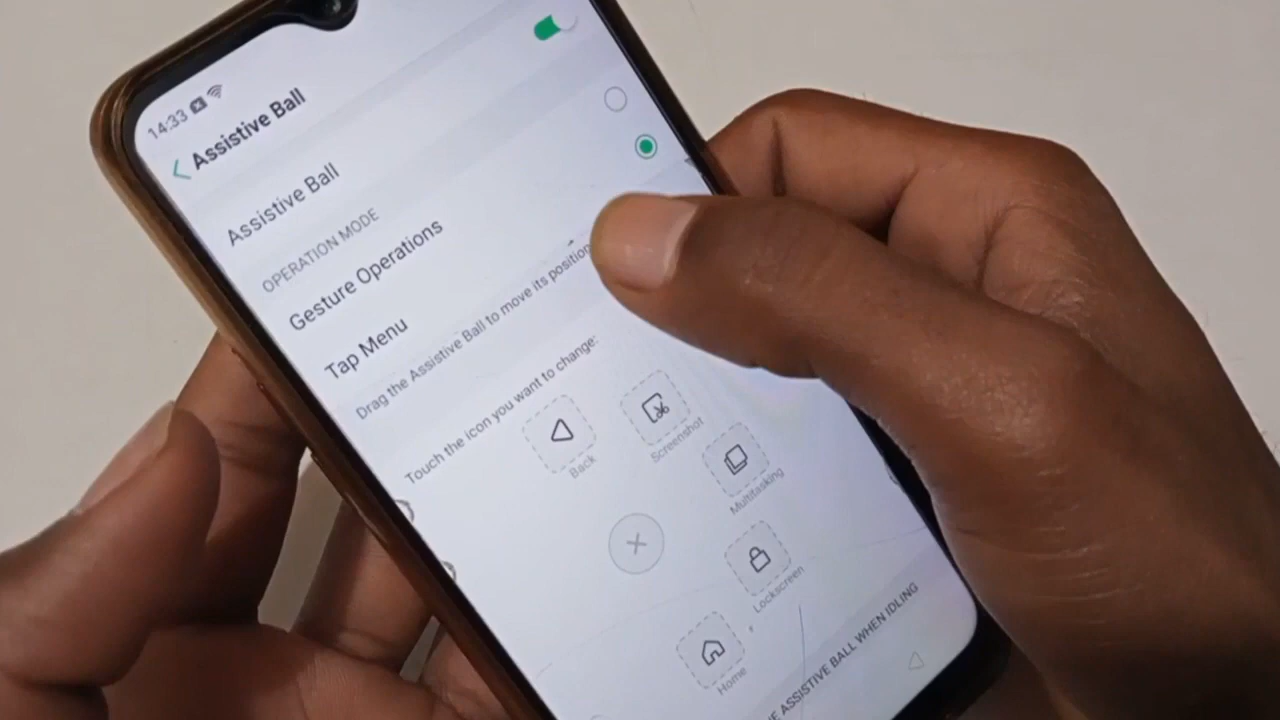 14:33
Assistive Ball
Assistive Ball
OPERATION MODE
Gesture Operations
Tap Menu
Drag the Assistive Ball to move its position
Touch the icon you want to change:
Back
Screenshot
Multitasking
Lockscreen
Home
ASSISTIVE BALL WHEN IDLING